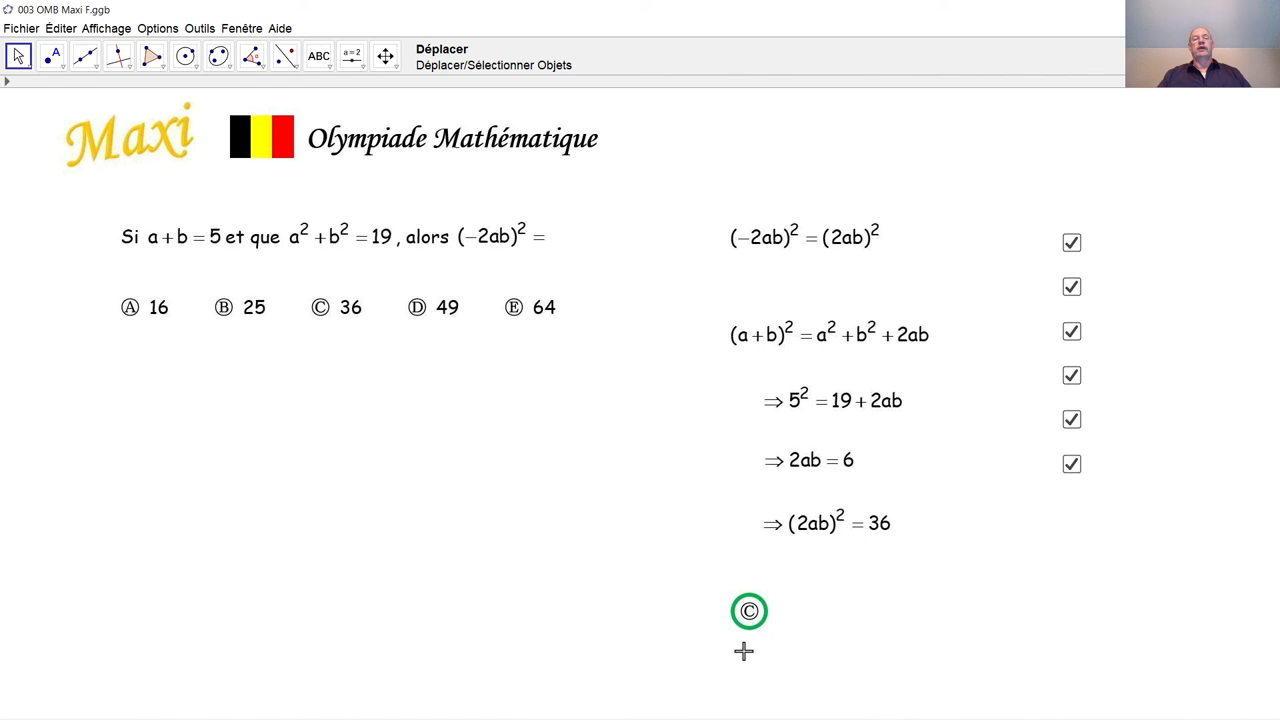 003 OMB Maxi F.ggb
Fichier Éditer Affichage Options Outils Fenêtre Aide
A ABC a=2 Déplacer
Déplacer/Sélectionner Objets
Maxi Olympiade Mathématique
Si a+b=5 et que a²+b²=19, alors (−2ab)²=
Ⓐ 16 Ⓑ 25 Ⓒ 36 Ⓓ 49 Ⓔ 64
(−2ab)²=(2ab)²
(a+b)²=a²+b²+2ab
⇒5²=19+2ab
⇒2ab=6
⇒(2ab)²=36
Ⓒ